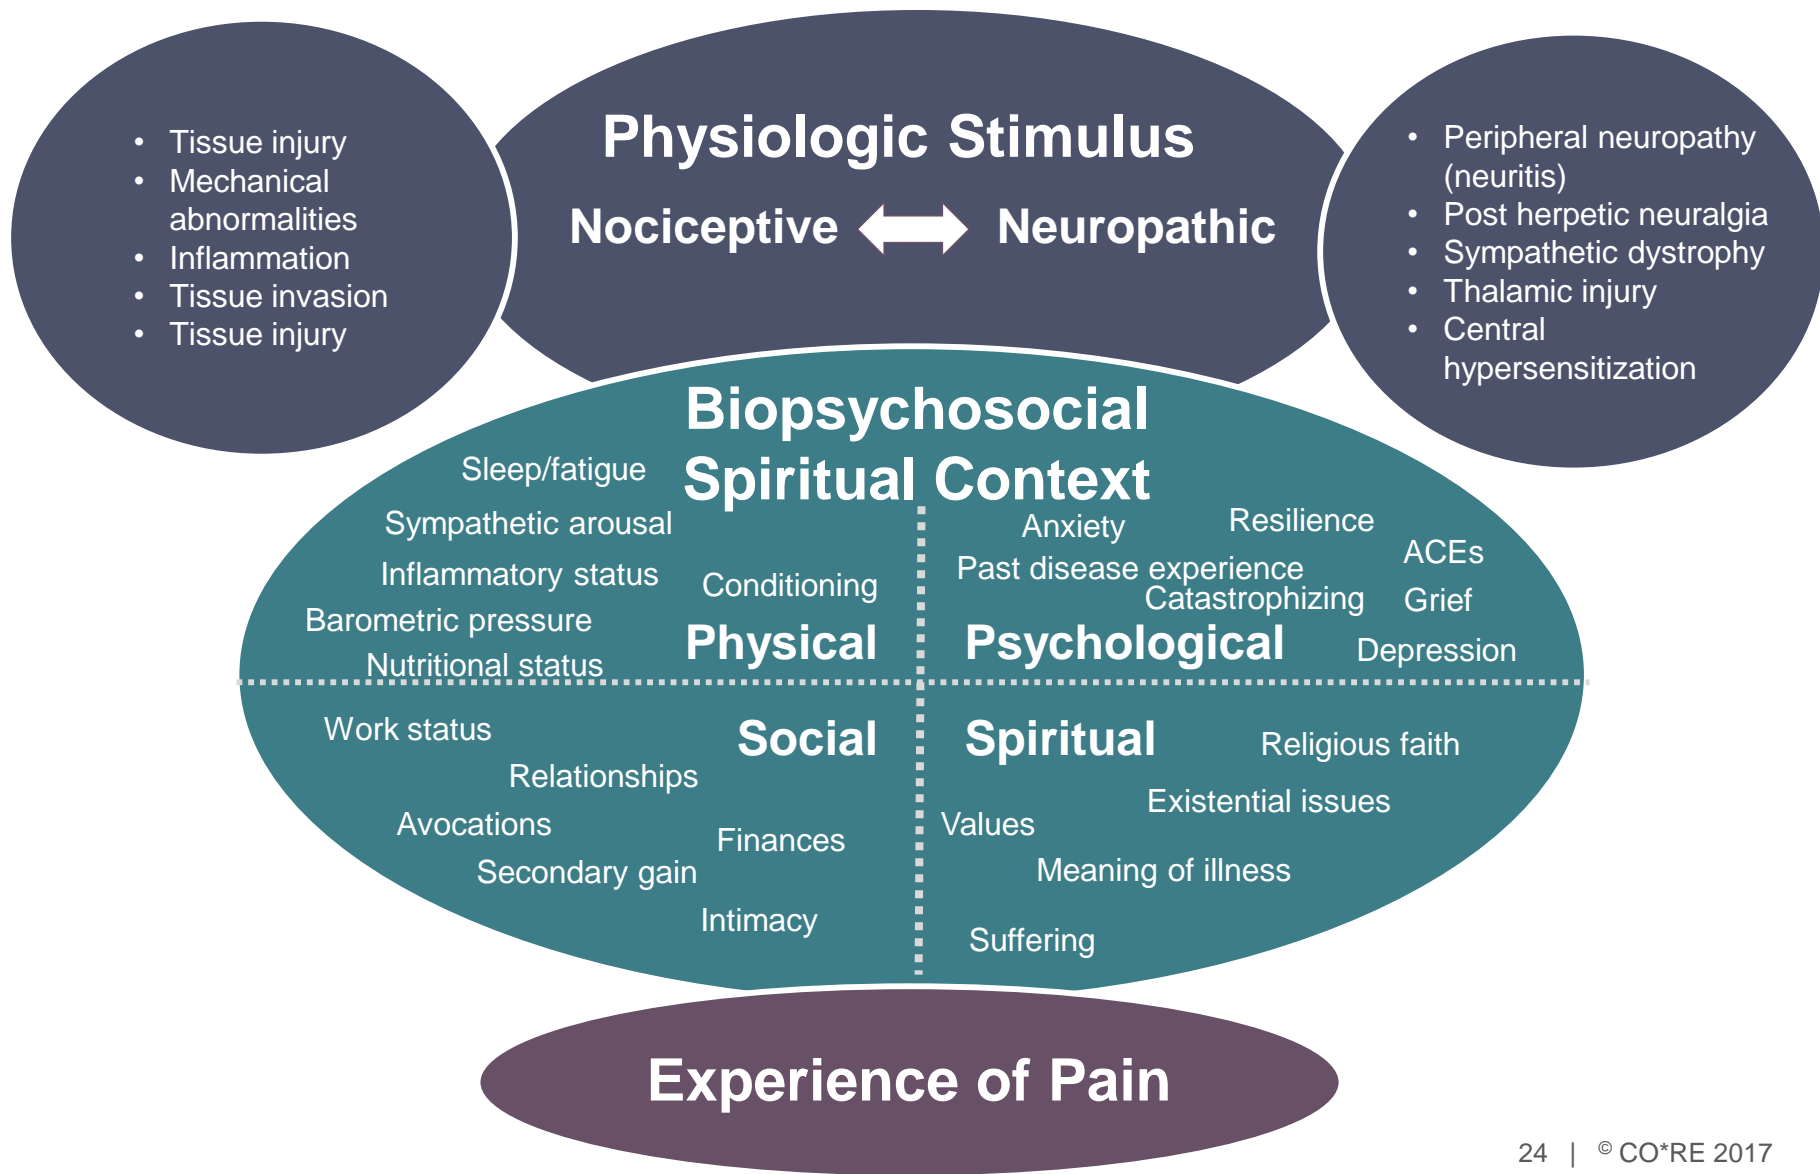 Physiologic Stimulus
Nociceptive Neuropathic
• Tissue injury
• Mechanical
abnormalities
• Inflammation
• Tissue invasion
• Tissue injury
• Peripheral neuropathy
(neuritis)
• Post herpetic neuralgia
• Sympathetic dystrophy
• Thalamic injury
• Central
hypersensitization
Biopsychosocial
Spiritual Context
Sleep/fatigue
Sympathetic arousal
Inflammatory status
Conditioning
Barometric pressure
Physical
Nutritional status
Anxiety
Resilience
ACEs
Past disease experience
Catastrophizing
Grief
Psychological
Depression
Work status
Social
Relationships
Avocations
Finances
Secondary gain
Intimacy
Spiritual
Religious faith
Existential issues
Values
Meaning of illness
Suffering
Experience of Pain
24 | © CO*RE 2017